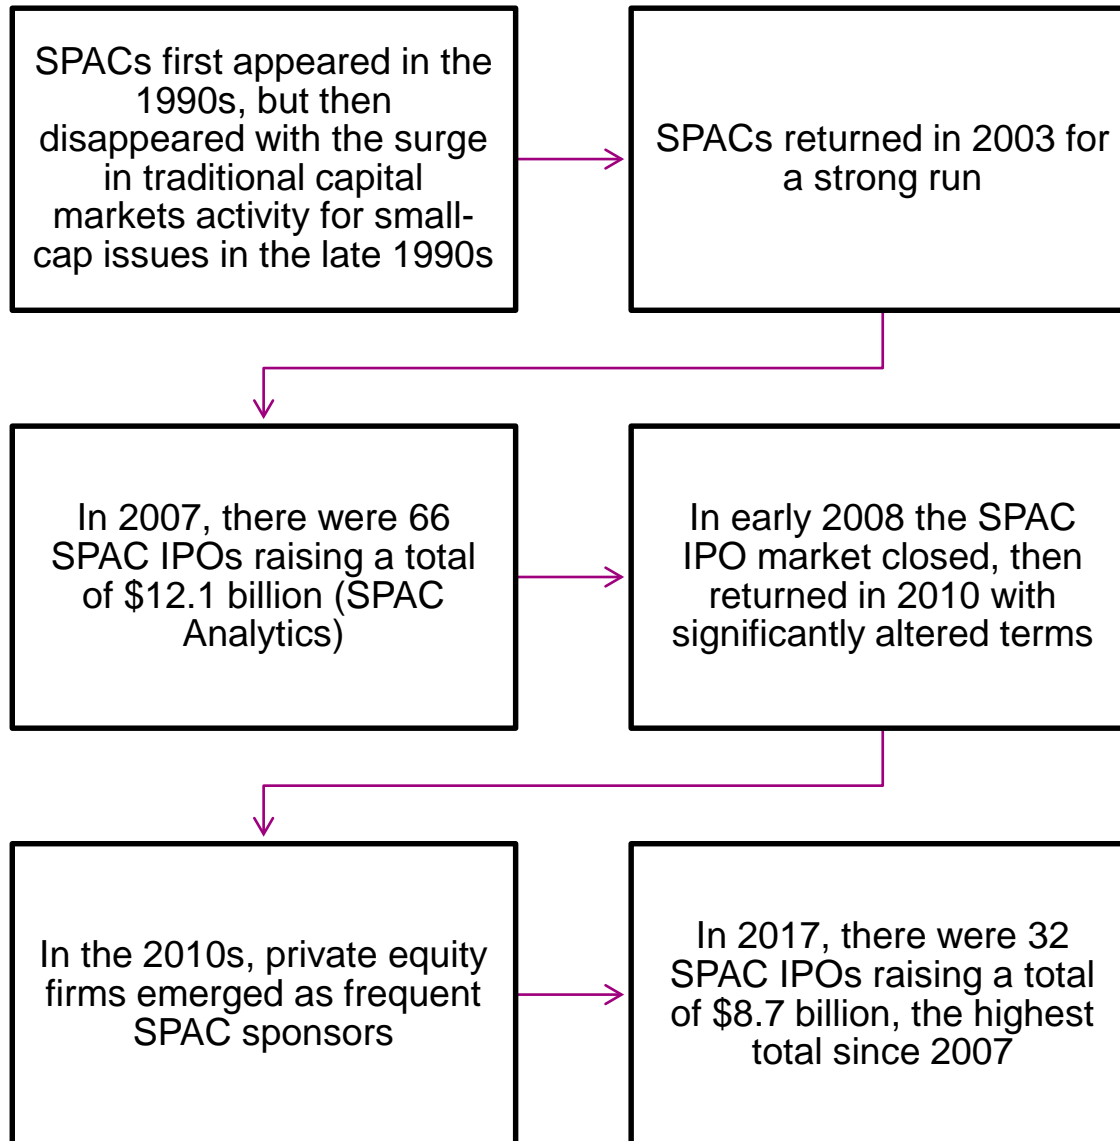 SPACs first appeared in the
1990s, but then
disappeared with the surge
in traditional capital
markets activity for small-
cap issues in the late 1990s
SPACs returned in 2003 for
a strong run
In 2007, there were 66
SPAC IPOs raising a total
of $12.1 billion (SPAC
Analytics)
In early 2008 the SPAC
IPO market closed, then
returned in 2010 with
significantly altered terms
In the 2010s, private equity
firms emerged as frequent
SPAC sponsors
In 2017, there were 32
SPAC IPOs raising a total
of $8.7 billion, the highest
total since 2007